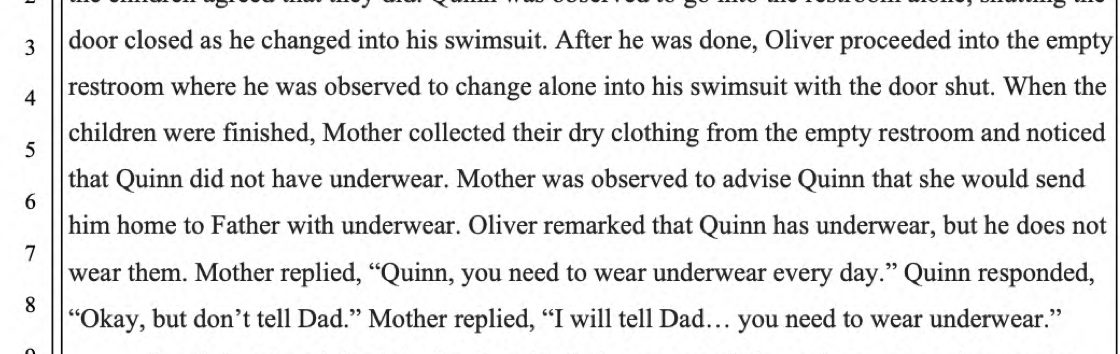 3 door closed as he changed into his swimsuit. After he was done, Oliver proceeded into the empty
4 restroom where he was observed to change alone into his swimsuit with the door shut. When the
5 children were finished, Mother collected their dry clothing from the empty restroom and noticed
that Quinn did not have underwear. Mother was observed to advise Quinn that she would send
6 him home to Father with underwear. Oliver remarked that Quinn has underwear, but he does not
7 wear them. Mother replied, “Quinn, you need to wear underwear every day.” Quinn responded,
8 “Okay, but don’t tell Dad.” Mother replied, “I will tell Dad… you need to wear underwear.”